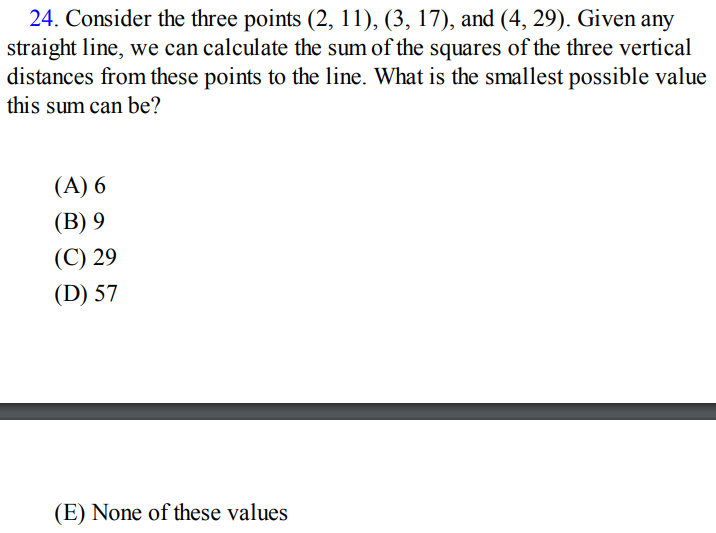 24. Consider the three points (2, 11), (3, 17), and (4, 29). Given any
straight line, we can calculate the sum of the squares of the three vertical
distances from these points to the line. What is the smallest possible value
this sum can be?
(A) 6
(B) 9
(C) 29
(D) 57
(E) None of these values